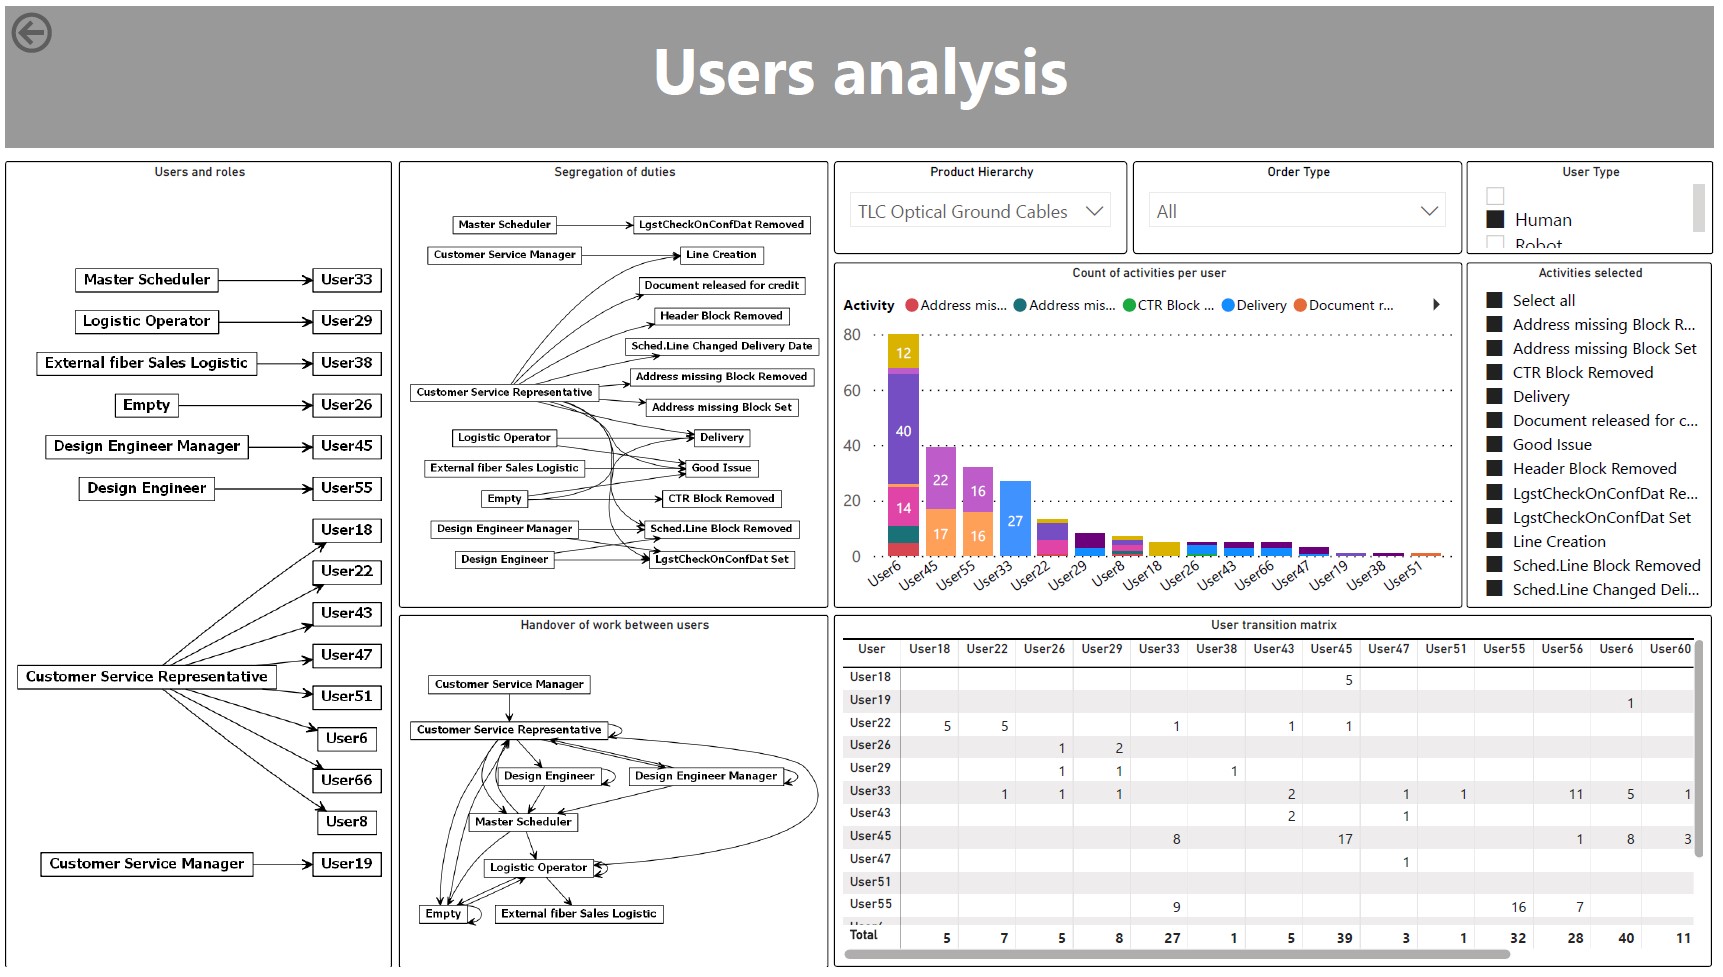 Users analysis
Users and roles
Master Scheduler
User33
Logistic Operator
User29
External fiber Sales Logistic
User38
Empty
User26
Design Engineer Manager
User45
Design Engineer
User55
User18
User22
User43
User47
Customer Service Representative
User51
User6
User66
User8
Customer Service Manager
User19
Segregation of duties
Master Scheduler
LgstCheckOnConfDat Removed
Customer Service Manager
Line Creation
Document released for credit
Header Block Removed
Sched.Line Changed Delivery Date
Address missing Block Removed
Customer Service Representative
Address missing Block Set
Logistic Operator
Delivery
External fiber Sales Logistic
Good Issue
Empty
CTR Block Removed
Design Engineer Manager
Sched.Line Block Removed
Design Engineer
LgstCheckOnConfDat Set
Handover of work between users
Customer Service Manager
Customer Service Representative
Design Engineer
Design Engineer Manager
Master Scheduler
Logistic Operator
Empty
External fiber Sales Logistic
Product Hierarchy
TLC Optical Ground Cables
Order Type
All
User Type
Human
Robot
Count of activities per user
Activity Address mis... Address mis... CTR Block ... Delivery Document r...
80
60
40
20
0
12
40
14
22
17
16
16
27
User6 User45 User55 User33 User22 User29 User8 User18 User26 User43 User66 User47 User19 User38 User51
Activities selected
Select all
Address missing Block R...
Address missing Block Set
CTR Block Removed
Delivery
Document released for c...
Good Issue
Header Block Removed
LgstCheckOnConfDat Re...
LgstCheckOnConfDat Set
Line Creation
Sched.Line Block Removed
Sched.Line Changed Deli...
User transition matrix
User User18 User22 User26 User29 User33 User38 User43 User45 User47 User51 User55 User56 User6 User60
User18 5
User19 1
User22 5 5 1 1 1
User26 1 2
User29 1 1 1
User33 1 1 1 2 1 1 11 5 1
User43 2 1
User45 8 17 1 8 3
User47 1
User51
User55 9 16 7
Total 5 7 5 8 27 1 5 39 3 1 32 28 40 11